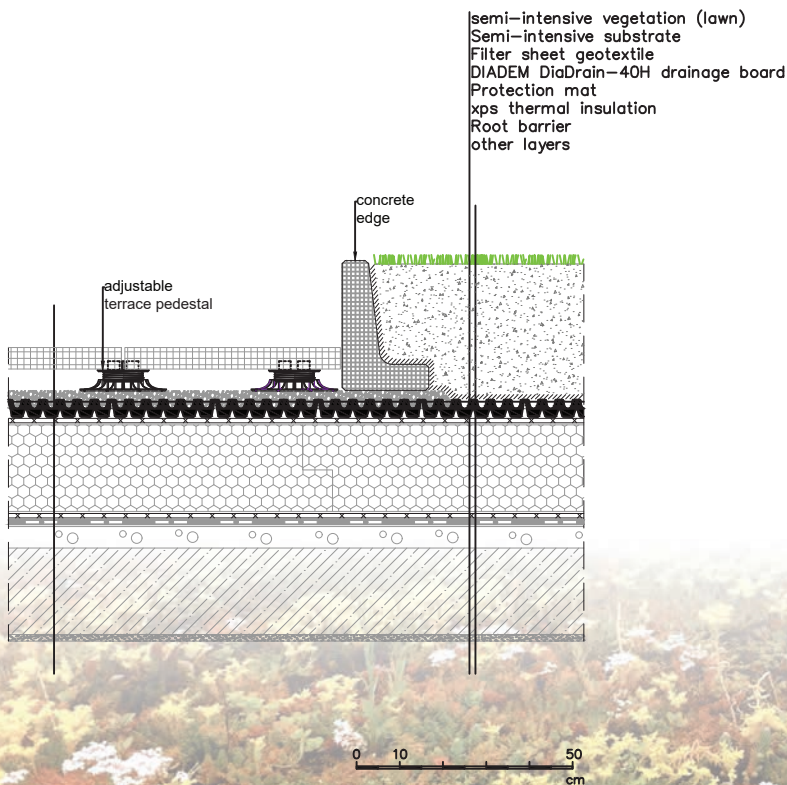 semi-intensive vegetation (lawn)
Semi-intensive substrate
Filter sheet geotextile
DIADEM DiaDrain-40H drainage board
Protection mat
xps thermal insulation
Root barrier
other layers
concrete
edge
adjustable
terrace pedestal
0 10 50
cm